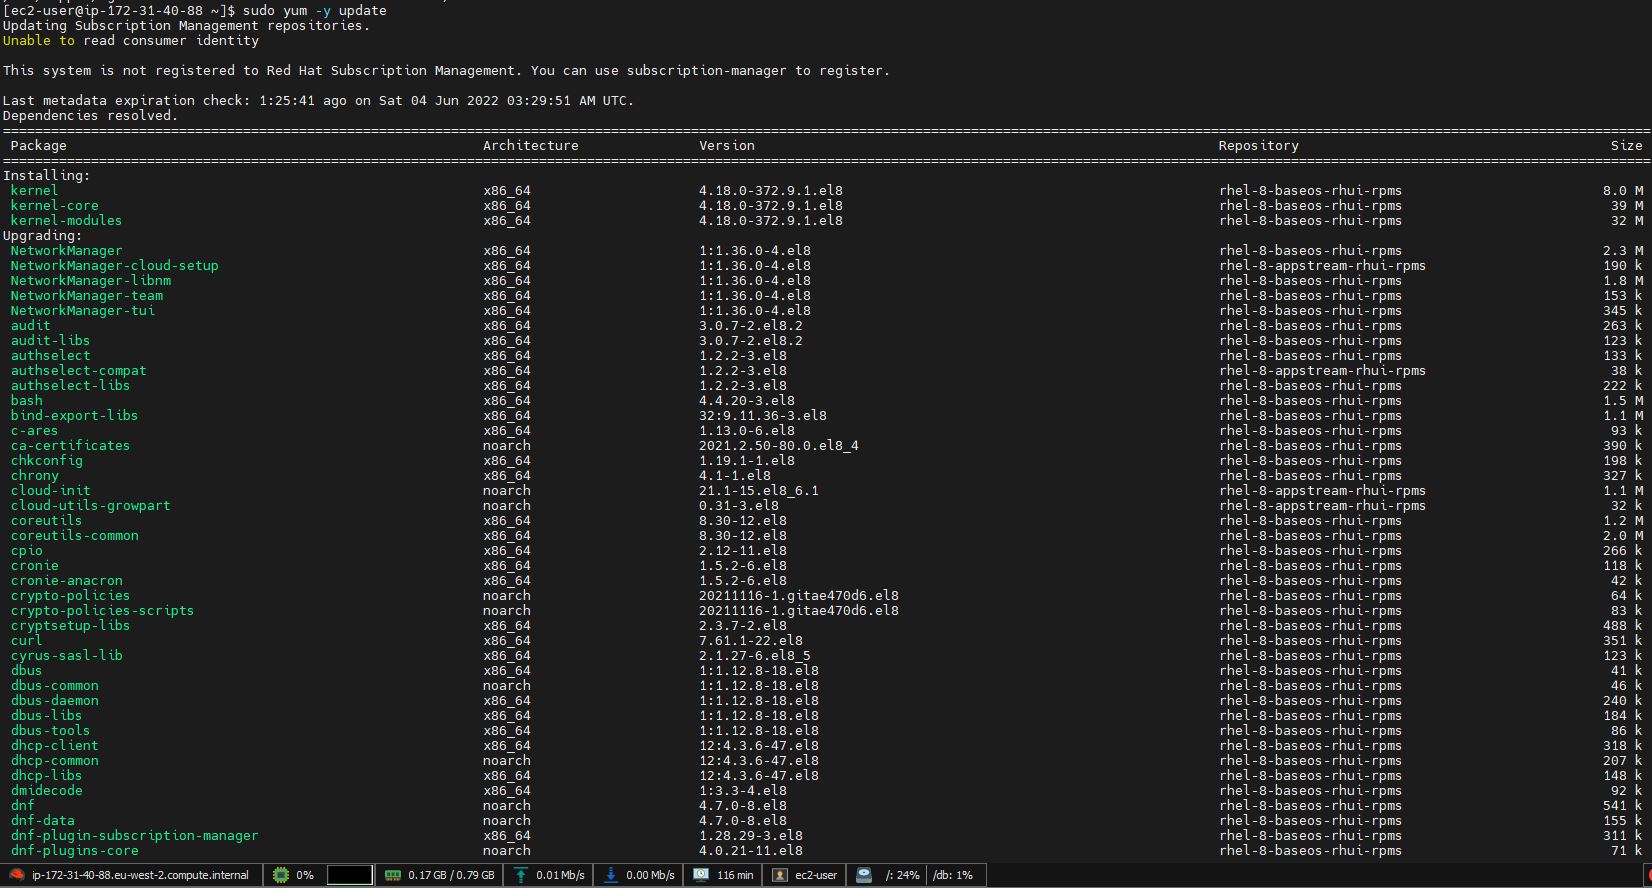 [ec2-user@ip-172-31-40-88 ~]$ sudo yum -y update
Updating Subscription Management repositories.
Unable to read consumer identity
This system is not registered to Red Hat Subscription Management. You can use subscription-manager to register.
Last metadata expiration check: 1:25:41 ago on Sat 04 Jun 2022 03:29:51 AM UTC.
Dependencies resolved.
Package Architecture Version Repository Size
Installing:
kernel x86_64 4.18.0-372.9.1.el8 rhel-8-baseos-rhui-rpms 8.0 M
kernel-core x86_64 4.18.0-372.9.1.el8 rhel-8-baseos-rhui-rpms 39 M
kernel-modules x86_64 4.18.0-372.9.1.el8 rhel-8-baseos-rhui-rpms 32 M
Upgrading:
NetworkManager x86_64 1:1.36.0-4.el8 rhel-8-baseos-rhui-rpms 2.3 M
NetworkManager-cloud-setup x86_64 1:1.36.0-4.el8 rhel-8-appstream-rhui-rpms 190 k
NetworkManager-libnm x86_64 1:1.36.0-4.el8 rhel-8-baseos-rhui-rpms 1.8 M
NetworkManager-team x86_64 1:1.36.0-4.el8 rhel-8-baseos-rhui-rpms 153 k
NetworkManager-tui x86_64 1:1.36.0-4.el8 rhel-8-baseos-rhui-rpms 345 k
audit x86_64 3.0.7-2.el8.2 rhel-8-baseos-rhui-rpms 263 k
audit-libs x86_64 3.0.7-2.el8.2 rhel-8-baseos-rhui-rpms 123 k
authselect x86_64 1.2.2-3.el8 rhel-8-baseos-rhui-rpms 133 k
authselect-compat x86_64 1.2.2-3.el8 rhel-8-appstream-rhui-rpms 38 k
authselect-libs x86_64 1.2.2-3.el8 rhel-8-baseos-rhui-rpms 222 k
bash x86_64 4.4.20-3.el8 rhel-8-baseos-rhui-rpms 1.5 M
bind-export-libs x86_64 32:9.11.36-3.el8 rhel-8-baseos-rhui-rpms 1.1 M
c-ares x86_64 1.13.0-6.el8 rhel-8-baseos-rhui-rpms 93 k
ca-certificates noarch 2021.2.50-80.0.el8_4 rhel-8-baseos-rhui-rpms 390 k
chkconfig x86_64 1.19.1-1.el8 rhel-8-baseos-rhui-rpms 198 k
chrony x86_64 4.1-1.el8 rhel-8-baseos-rhui-rpms 327 k
cloud-init noarch 21.1-15.el8_6.1 rhel-8-appstream-rhui-rpms 1.1 M
cloud-utils-growpart noarch 0.31-3.el8 rhel-8-appstream-rhui-rpms 32 k
coreutils x86_64 8.30-12.el8 rhel-8-baseos-rhui-rpms 1.2 M
coreutils-common x86_64 8.30-12.el8 rhel-8-baseos-rhui-rpms 2.0 M
cpio x86_64 2.12-11.el8 rhel-8-baseos-rhui-rpms 266 k
cronie x86_64 1.5.2-6.el8 rhel-8-baseos-rhui-rpms 118 k
cronie-anacron x86_64 1.5.2-6.el8 rhel-8-baseos-rhui-rpms 42 k
crypto-policies noarch 20211116-1.gitae470d6.el8 rhel-8-baseos-rhui-rpms 64 k
crypto-policies-scripts noarch 20211116-1.gitae470d6.el8 rhel-8-baseos-rhui-rpms 83 k
cryptsetup-libs x86_64 2.3.7-2.el8 rhel-8-baseos-rhui-rpms 488 k
curl x86_64 7.61.1-22.el8 rhel-8-baseos-rhui-rpms 351 k
cyrus-sasl-lib x86_64 2.1.27-6.el8_5 rhel-8-baseos-rhui-rpms 123 k
dbus x86_64 1:1.12.8-18.el8 rhel-8-baseos-rhui-rpms 41 k
dbus-common noarch 1:1.12.8-18.el8 rhel-8-baseos-rhui-rpms 46 k
dbus-daemon x86_64 1:1.12.8-18.el8 rhel-8-baseos-rhui-rpms 240 k
dbus-libs x86_64 1:1.12.8-18.el8 rhel-8-baseos-rhui-rpms 184 k
dbus-tools x86_64 1:1.12.8-18.el8 rhel-8-baseos-rhui-rpms 86 k
dhcp-client x86_64 12:4.3.6-47.el8 rhel-8-baseos-rhui-rpms 318 k
dhcp-common noarch 12:4.3.6-47.el8 rhel-8-baseos-rhui-rpms 207 k
dhcp-libs x86_64 12:4.3.6-47.el8 rhel-8-baseos-rhui-rpms 148 k
dmidecode x86_64 1:3.3-4.el8 rhel-8-baseos-rhui-rpms 92 k
dnf noarch 4.7.0-8.el8 rhel-8-baseos-rhui-rpms 541 k
dnf-data noarch 4.7.0-8.el8 rhel-8-baseos-rhui-rpms 155 k
dnf-plugin-subscription-manager x86_64 1.28.29-3.el8 rhel-8-baseos-rhui-rpms 311 k
dnf-plugins-core noarch 4.0.21-11.el8 rhel-8-baseos-rhui-rpms 71 k
ip-172-31-40-88.eu-west-2.compute.internal 0% 0.17 GB / 0.79 GB 0.01 Mb/s 0.00 Mb/s 116 min ec2-user /: 24% /db: 1%